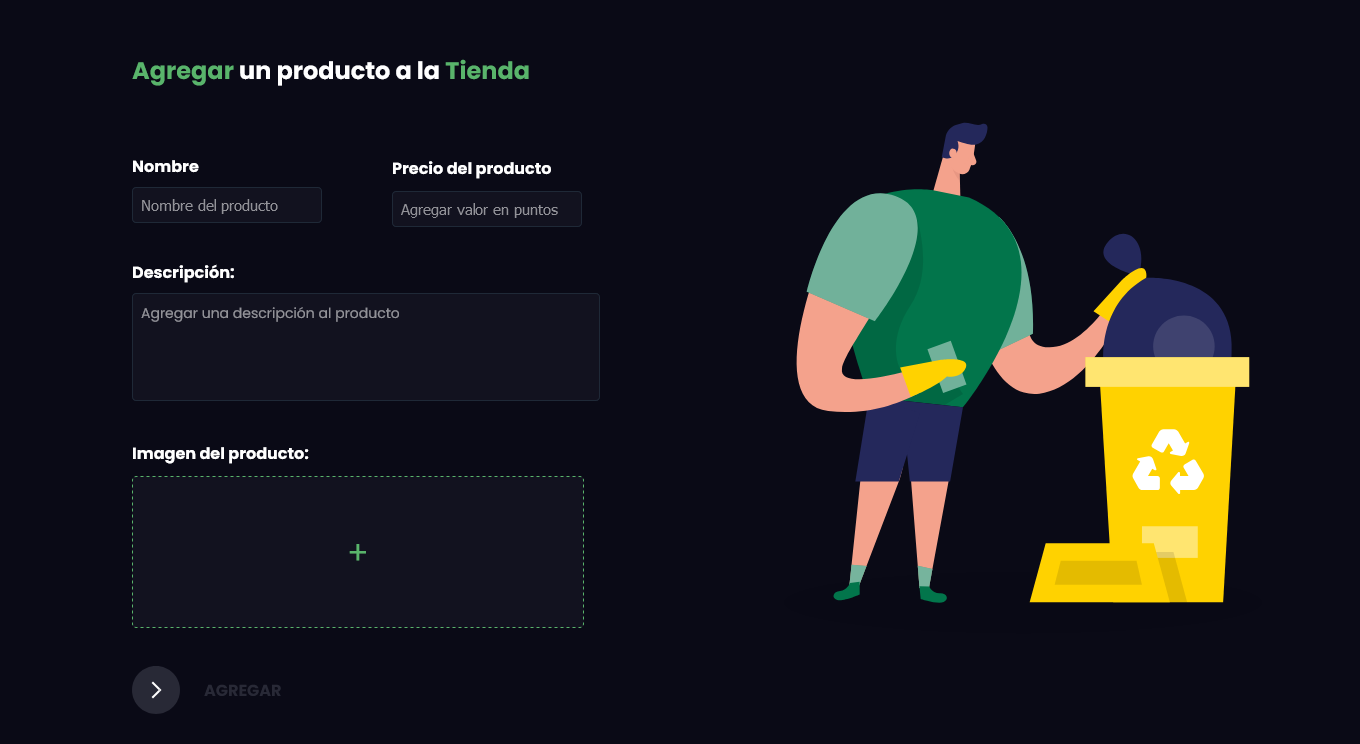 Agregar un producto a la Tienda
Nombre
Precio del producto
Nombre del producto
Agregar valor en puntos
Descripción:
Agregar una descripción al producto
Imagen del producto:
+
AGREGAR